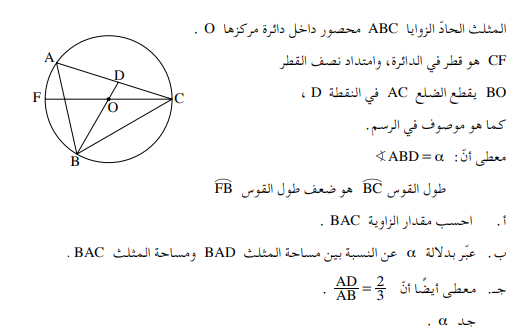 المثلث الحادّ الزوايا ABC محصور داخل دائرة مركزها O .
CF هو قطر في الدائرة، وامتداد نصف القطر
BO يقطع الضلع AC في النقطة D ،
كما هو موصوف في الرسم.
معطى أنّ: ∢ABD = α
طول القوس BC هو ضعف طول القوس FB
أ. احسب مقدار الزاوية BAC .
ب. عبّر بدلالة α عن النسبة بين مساحة المثلث BAD ومساحة المثلث BAC .
جـ. معطى أيضًا أنّ AD/AB = 2/3 .
جد α .
A
D
F
O
C
B